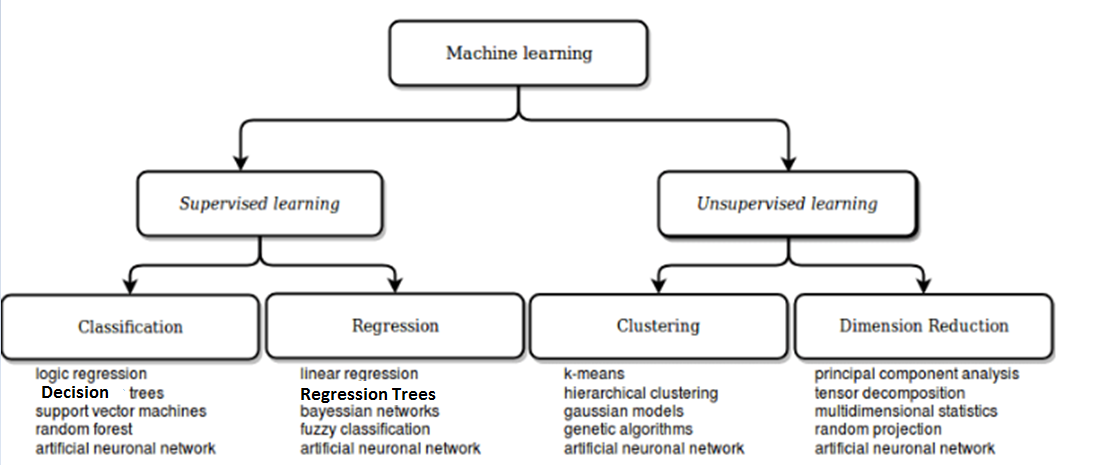 Machine learning
Supervised learning
Unsupervised learning
Classification
Regression
Clustering
Dimension Reduction
logic regression
Decision trees
support vector machines
random forest
artificial neuronal network
linear regression
Regression Trees
bayessian networks
fuzzy classification
artificial neuronal network
k-means
hierarchical clustering
gaussian models
genetic algorithms
artificial neuronal network
principal component analysis
tensor decomposition
multidimensional statistics
random projection
artificial neuronal network